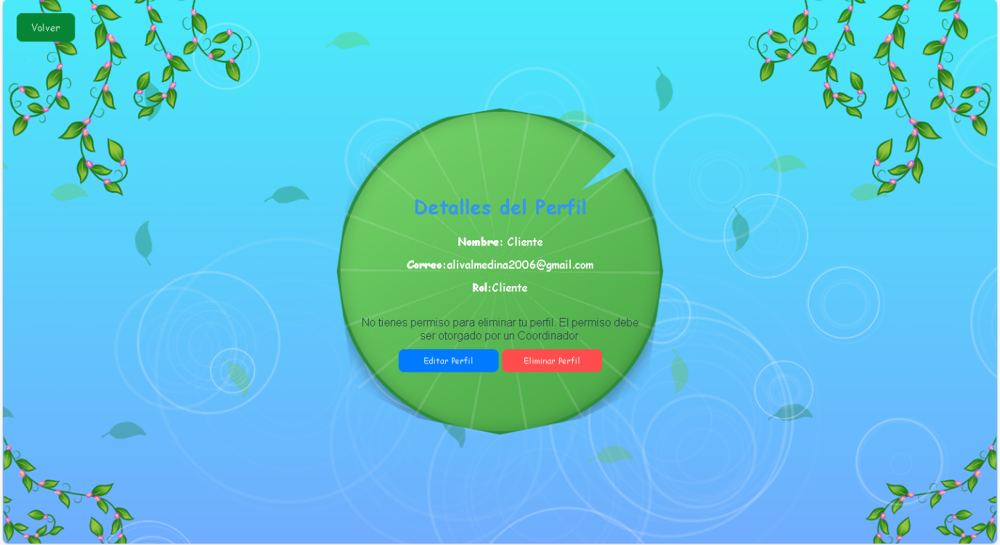 Volver
Detalles del Perfil
Nombre: Cliente
Correo:alivalmedina2006@gmail.com
Rol:Cliente
No tienes permiso para eliminar tu perfil. El permiso debe
ser otorgado por un Coordinador.
Editar Perfil
Eliminar Perfil